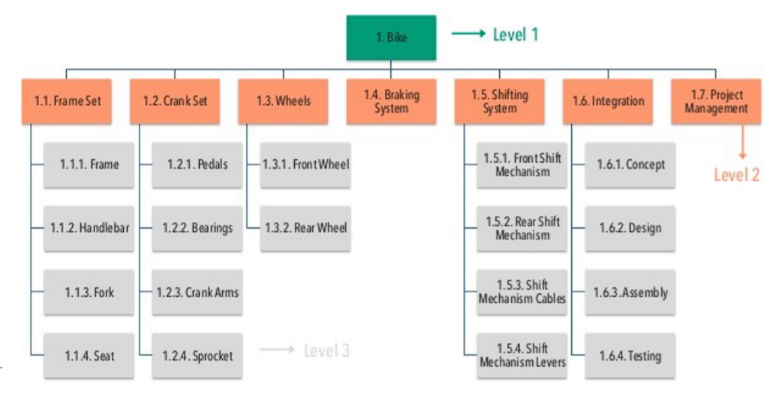 1. Bike
Level 1
1.1. Frame Set
1.2. Crank Set
1.3. Wheels
1.4. Braking
System
1.5. Shifting
System
1.6. Integration
1.7. Project
Management
Level 2
1.1.1. Frame
1.2.1. Pedals
1.3.1. Front Wheel
1.5.1. Front Shift
Mechanism
1.6.1. Concept
1.1.2. Handlebar
1.2.2. Bearings
1.3.2. Rear Wheel
1.5.2. Rear Shift
Mechanism
1.6.2. Design
1.1.3. Fork
1.2.3. Crank Arms
1.5.3. Shift
Mechanism Cables
1.6.3. Assembly
1.1.4. Seat
1.2.4. Sprocket
Level 3
1.5.4. Shift
Mechanism Levers
1.6.4. Testing